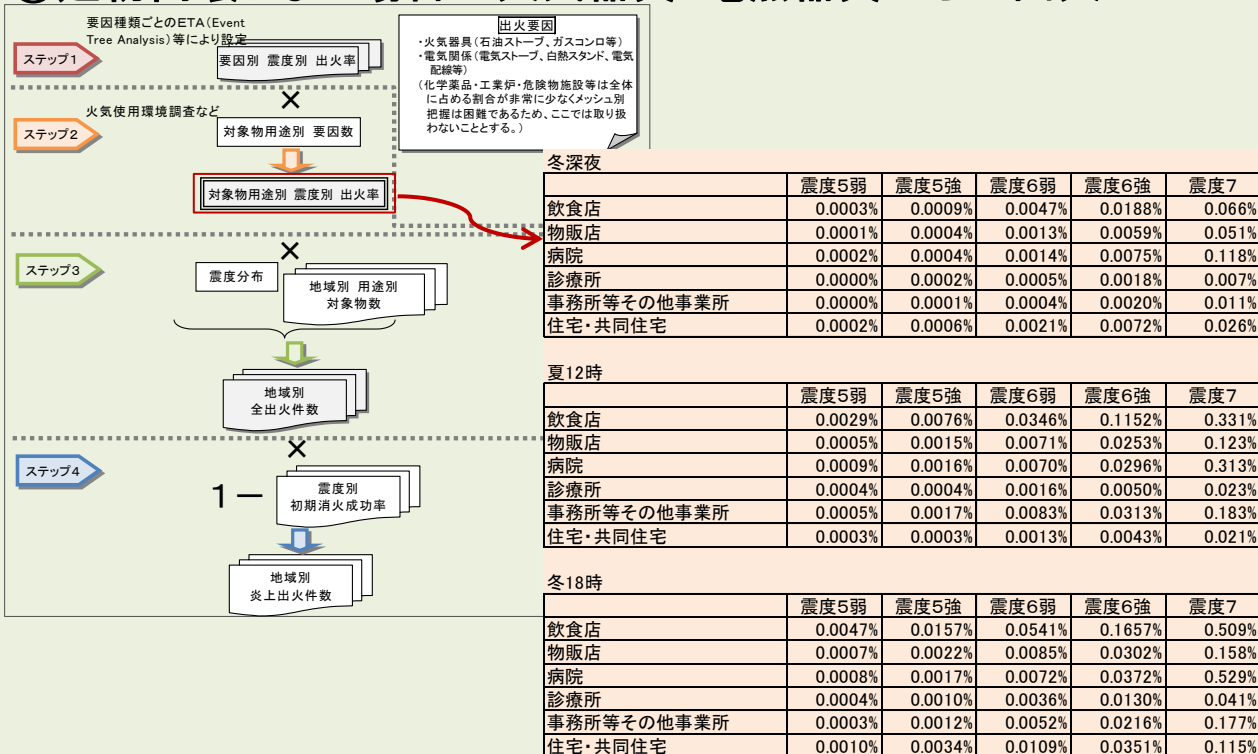 要因種類ごとのETA(Event
Tree Analysis)等により設定
ステップ1
要因別 震度別 出火率
出火要因
・火気器具(石油ストーブ、ガスコンロ等)
・電気関係(電気ストーブ、白熱スタンド、電気
配線等)
(化学薬品・工業炉・危険物施設等は全体
に占める割合が非常に少なくメッシュ別
把握は困難であるため、ここでは取り扱
わないこととする。)
×
火気使用環境調査など
ステップ2
対象物用途別 要因数
対象物用途別 震度別 出火率
×
ステップ3
震度分布
地域別 用途別
対象物数
地域別
全出火件数
×
ステップ4
1-
震度別
初期消火成功率
地域別
炎上出火件数
冬深夜
震度5弱 震度5強 震度6弱 震度6強 震度7
飲食店 0.0003% 0.0009% 0.0047% 0.0188% 0.066%
物販店 0.0001% 0.0004% 0.0013% 0.0059% 0.051%
病院 0.0002% 0.0004% 0.0014% 0.0075% 0.118%
診療所 0.0000% 0.0002% 0.0005% 0.0018% 0.007%
事務所等その他事業所 0.0000% 0.0001% 0.0004% 0.0020% 0.011%
住宅・共同住宅 0.0002% 0.0006% 0.0021% 0.0072% 0.026%
夏12時
震度5弱 震度5強 震度6弱 震度6強 震度7
飲食店 0.0029% 0.0076% 0.0346% 0.1152% 0.331%
物販店 0.0005% 0.0015% 0.0071% 0.0253% 0.123%
病院 0.0009% 0.0016% 0.0070% 0.0296% 0.313%
診療所 0.0004% 0.0004% 0.0016% 0.0050% 0.023%
事務所等その他事業所 0.0005% 0.0017% 0.0083% 0.0313% 0.183%
住宅・共同住宅 0.0003% 0.0003% 0.0013% 0.0043% 0.021%
冬18時
震度5弱 震度5強 震度6弱 震度6強 震度7
飲食店 0.0047% 0.0157% 0.0541% 0.1657% 0.509%
物販店 0.0007% 0.0022% 0.0085% 0.0302% 0.158%
病院 0.0008% 0.0017% 0.0072% 0.0372% 0.529%
診療所 0.0004% 0.0010% 0.0036% 0.0130% 0.041%
事務所等その他事業所 0.0003% 0.0012% 0.0052% 0.0216% 0.177%
住宅・共同住宅 0.0010% 0.0034% 0.0109% 0.0351% 0.115%